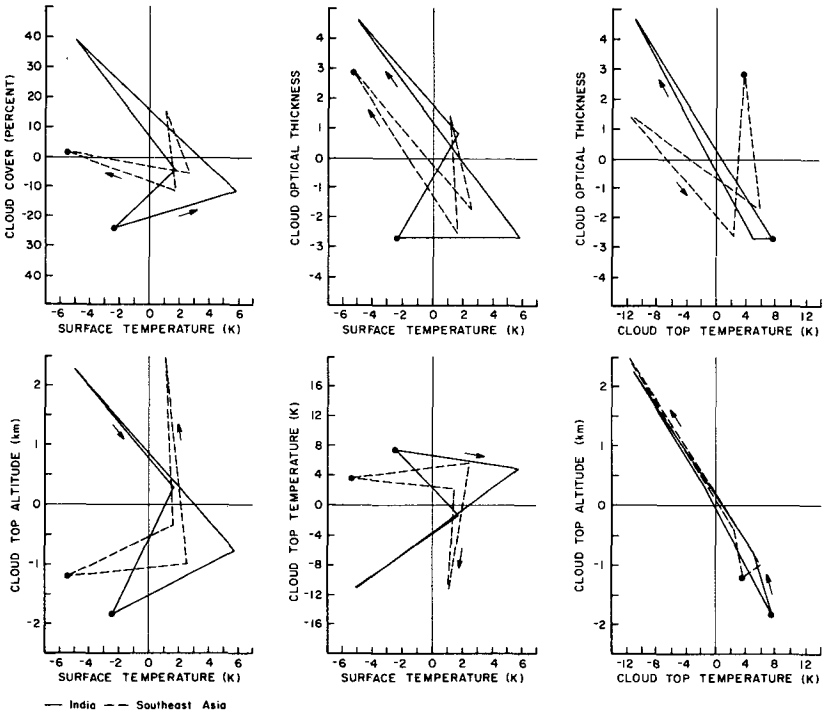 40
30
20
10
0
10
20
30
40
CLOUD COVER (PERCENT)
-6 -4 -2 0 2 4 6
SURFACE TEMPERATURE (K)
4
3
2
1
0
-1
-2
-3
-4
CLOUD OPTICAL THICKNESS
-6 -4 -2 0 2 4 6
SURFACE TEMPERATURE (K)
4
3
2
1
0
-1
-2
-3
-4
CLOUD OPTICAL THICKNESS
-12 -8 -4 0 4 8 12
CLOUD TOP TEMPERATURE (K)
2
1
0
-1
-2
CLOUD TOP ALTITUDE (km)
-6 -4 -2 0 2 4 6
SURFACE TEMPERATURE (K)
16
12
8
4
0
-4
-8
-12
-16
CLOUD TOP TEMPERATURE (K)
-6 -4 -2 0 2 4 6
SURFACE TEMPERATURE (K)
2
1
0
-1
-2
CLOUD TOP ALTITUDE (km)
-12 -8 -4 0 4 8 12
CLOUD TOP TEMPERATURE (K)
India Southeast Asia